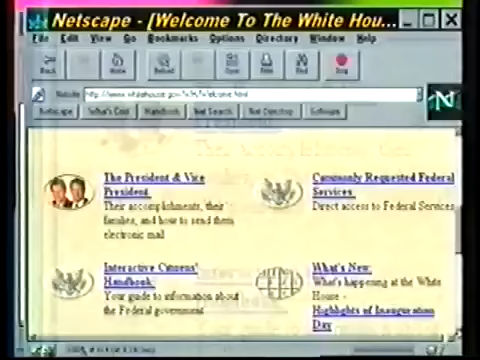 Netscape - [Welcome To The White Hou...
File Edit View Go Bookmarks Options Directory Window Help
Back Home Reload Open Print Find Stop
What's Cool Handbook Net Search Net Directory Software
The President & Vice
President:
Their accomplishments, their
families, and how to send them
electronic mail
Commonly Requested Federal
Services:
Direct access to Federal Services
Interactive Citizens'
Handbook:
Your guide to information about
the Federal government
What's New:
What's happening at the White
House -
Highlights of Inauguration
Day
N